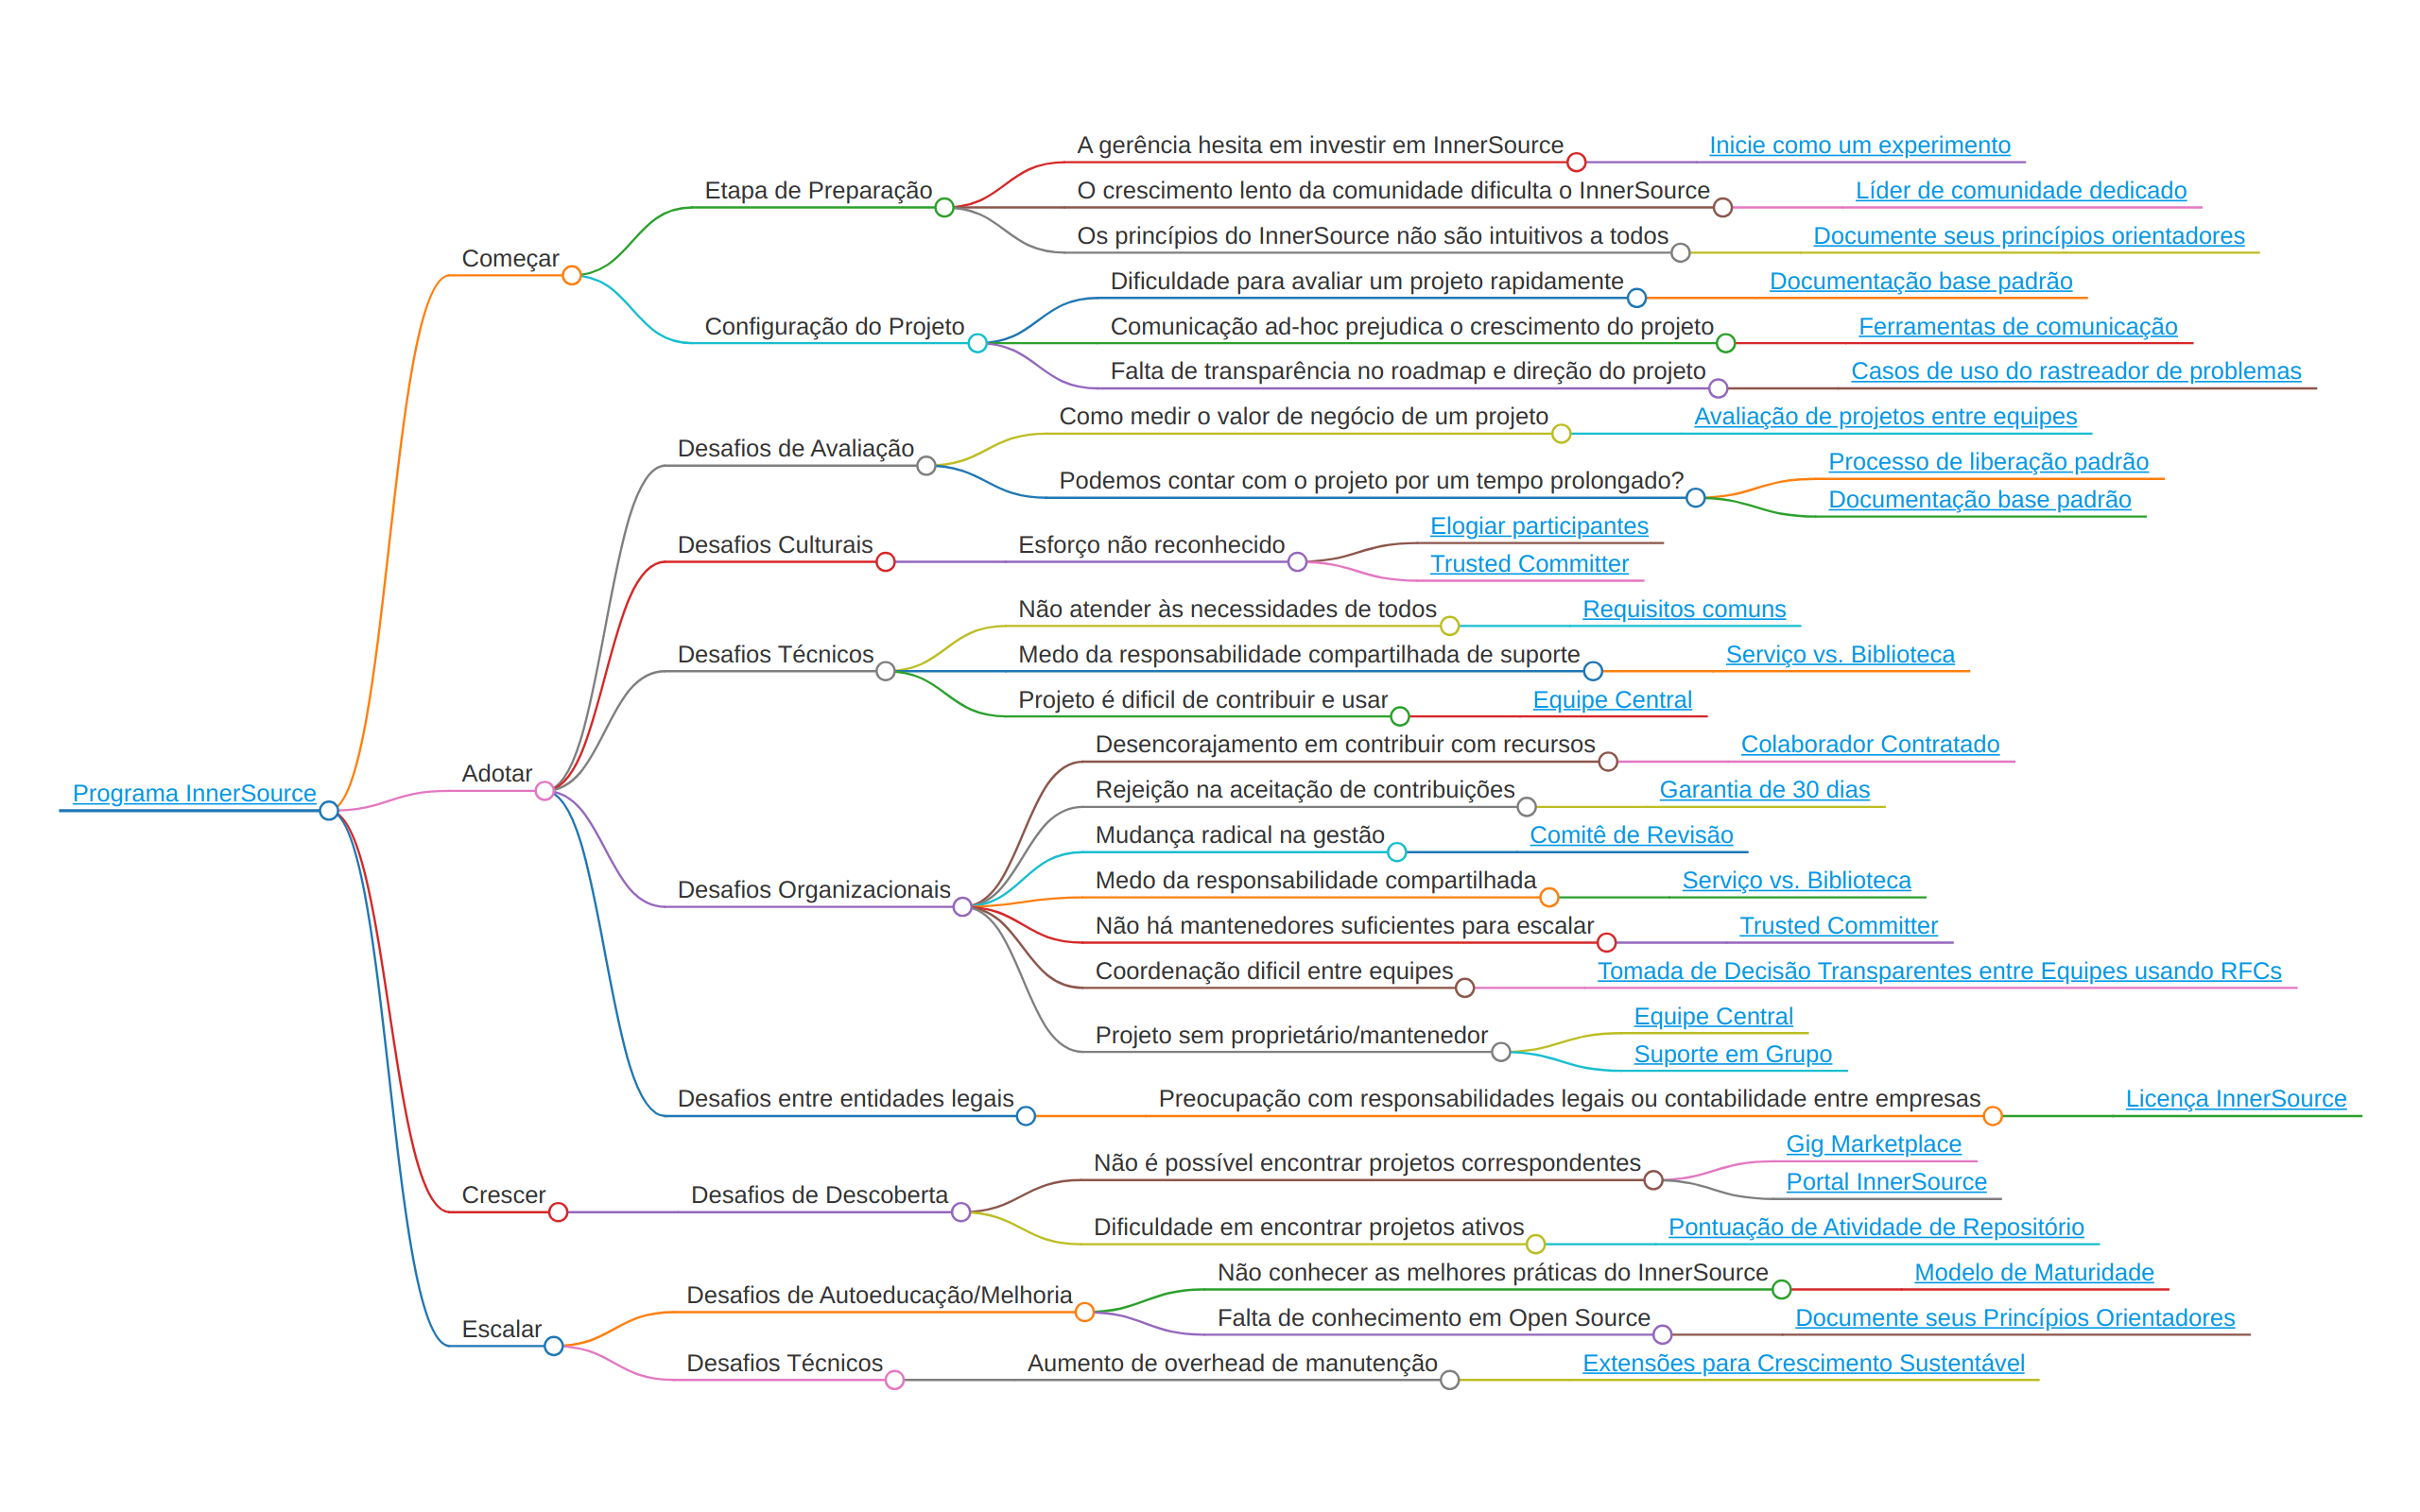 Programa InnerSource
Começar
Etapa de Preparação
A gerência hesita em investir em InnerSource
Inicie como um experimento
O crescimento lento da comunidade dificulta o InnerSource
Líder de comunidade dedicado
Os princípios do InnerSource não são intuitivos a todos
Documente seus princípios orientadores
Configuração do Projeto
Dificuldade para avaliar um projeto rapidamente
Documentação base padrão
Comunicação ad-hoc prejudica o crescimento do projeto
Ferramentas de comunicação
Falta de transparência no roadmap e direção do projeto
Casos de uso do rastreador de problemas
Adotar
Desafios de Avaliação
Como medir o valor de negócio de um projeto
Avaliação de projetos entre equipes
Podemos contar com o projeto por um tempo prolongado?
Processo de liberação padrão
Documentação base padrão
Desafios Culturais
Esforço não reconhecido
Elogiar participantes
Trusted Committer
Desafios Técnicos
Não atender às necessidades de todos
Requisitos comuns
Medo da responsabilidade compartilhada de suporte
Serviço vs. Biblioteca
Projeto é dificil de contribuir e usar
Equipe Central
Desafios Organizacionais
Desencorajamento em contribuir com recursos
Colaborador Contratado
Rejeição na aceitação de contribuições
Garantia de 30 dias
Mudança radical na gestão
Comitê de Revisão
Medo da responsabilidade compartilhada
Serviço vs. Biblioteca
Não há mantenedores suficientes para escalar
Trusted Committer
Coordenação dificil entre equipes
Tomada de Decisão Transparentes entre Equipes usando RFCs
Projeto sem proprietário/mantenedor
Equipe Central
Suporte em Grupo
Desafios entre entidades legais
Preocupação com responsabilidades legais ou contabilidade entre empresas
Licença InnerSource
Crescer
Desafios de Descoberta
Não é possível encontrar projetos correspondentes
Gig Marketplace
Portal InnerSource
Dificuldade em encontrar projetos ativos
Pontuação de Atividade de Repositório
Escalar
Desafios de Autoeducação/Melhoria
Não conhecer as melhores práticas do InnerSource
Modelo de Maturidade
Falta de conhecimento em Open Source
Documente seus Princípios Orientadores
Desafios Técnicos
Aumento de overhead de manutenção
Extensões para Crescimento Sustentável